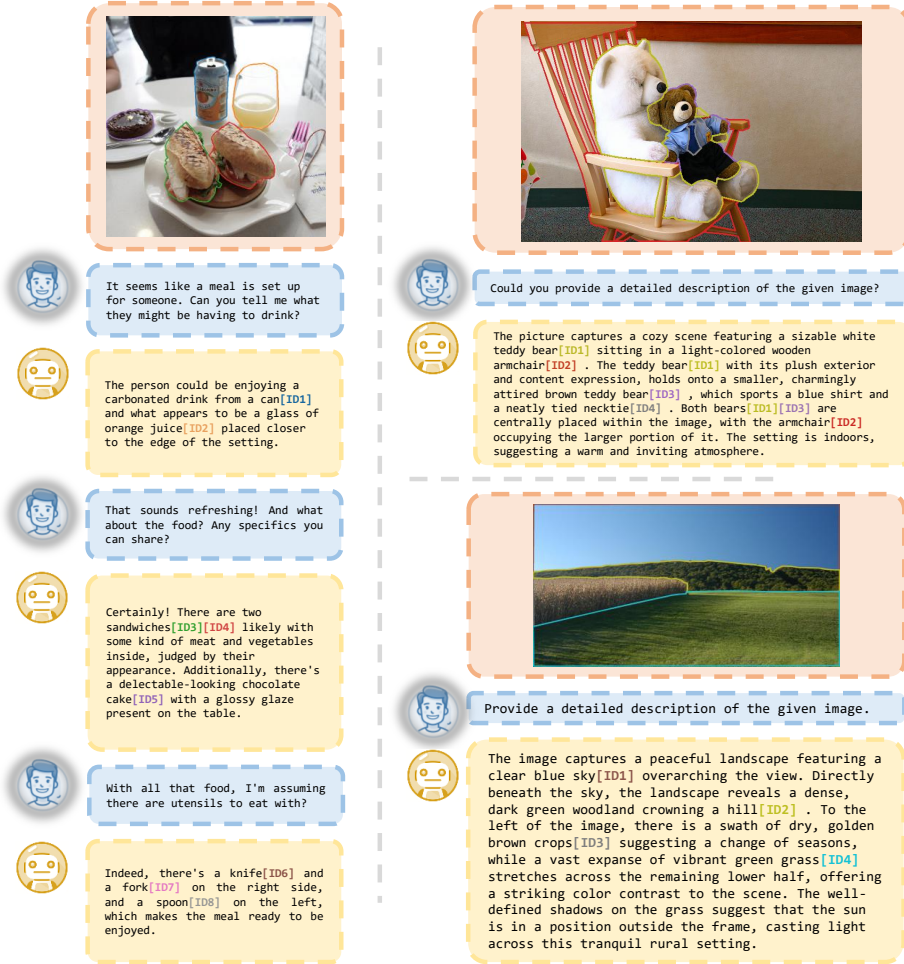 It seems like a meal is set up
for someone. Can you tell me what
they might be having to drink?
The person could be enjoying a
carbonated drink from a can[ID1]
and what appears to be a glass of
orange juice[ID2] placed closer
to the edge of the setting.
That sounds refreshing! And what
about the food? Any specifics you
can share?
Certainly! There are two
sandwiches[ID3][ID4] likely with
some kind of meat and vegetables
inside, judged by their
appearance. Additionally, there's
a delectable-looking chocolate
cake[ID5] with a glossy glaze
present on the table.
With all that food, I'm assuming
there are utensils to eat with?
Indeed, there's a knife[ID6] and
a fork[ID7] on the right side,
and a spoon[ID8] on the left,
which makes the meal ready to be
enjoyed.
Could you provide a detailed description of the given image?
The picture captures a cozy scene featuring a sizable white
teddy bear[ID1] sitting in a light-colored wooden
armchair[ID2] . The teddy bear[ID1] with its plush exterior
and content expression, holds onto a smaller, charmingly
attired brown teddy bear[ID3] , which sports a blue shirt and
a neatly tied necktie[ID4] . Both bears[ID1][ID3] are
centrally placed within the image, with the armchair[ID2]
occupying the larger portion of it. The setting is indoors,
suggesting a warm and inviting atmosphere.
Provide a detailed description of the given image.
The image captures a peaceful landscape featuring a
clear blue sky[ID1] overarching the view. Directly
beneath the sky, the landscape reveals a dense,
dark green woodland crowning a hill[ID2] . To the
left of the image, there is a swath of dry, golden
brown crops[ID3] suggesting a change of seasons,
while a vast expanse of vibrant green grass[ID4]
stretches across the remaining lower half, offering
a striking color contrast to the scene. The well-
defined shadows on the grass suggest that the sun
is in a position outside the frame, casting light
across this tranquil rural setting.